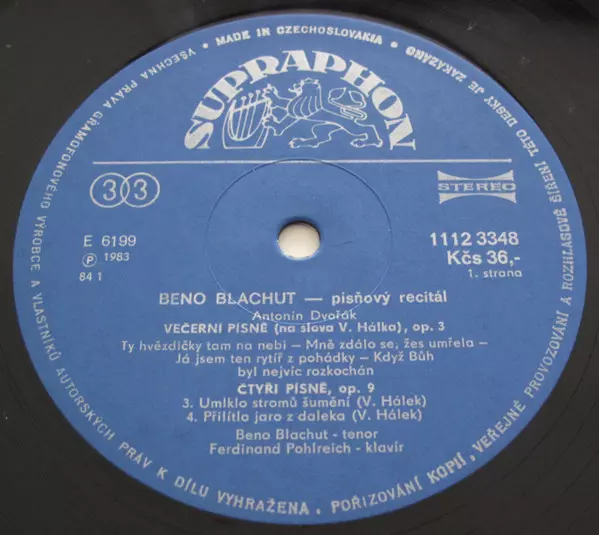 VŠECHNA PRÁVA GRAMOFONOVÉHO VÝROBCE A VLASTNÍKŮ AUTORSKÝCH PRÁV K DÍLU VYHRAŽENA. POŘIZOVÁNÍ KOPIÍ, VEŘEJNÉ PROVOZOVÁNÍ A ROZHLASOVÉ ŠÍŘENÍ TÉTO DESKY JE ZAKÁZÁNO
• MADE IN CZECHOSLOVAKIA •
SUPRAPHON
33
STEREO
E 6199
Ⓟ 1983
84 1
1112 3348
Kčs 36,-
1. strana
BENO BLACHUT — písňový recitál
Antonín Dvořák
VEČERNÍ PÍSNĚ (na slova V. Hálka), op. 3
Ty hvězdičky tam na nebi – Mně zdálo se, žes umřela –
Já jsem ten rytíř z pohádky – Když Bůh
byl nejvíc rozkochán
ČTYŘI PÍSNĚ, op. 9
3. Umlklo stromů šumění (V. Hálek)
4. Přilítlo jaro z daleka (V. Hálek)
Beno Blachut - tenor
Ferdinand Pohlreich - klavír